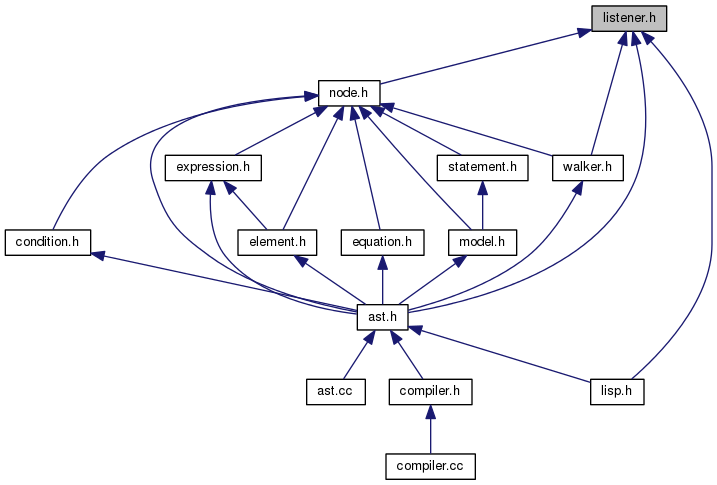 listener.h
node.h
expression.h
statement.h
walker.h
condition.h
element.h
equation.h
model.h
ast.h
ast.cc
compiler.h
lisp.h
compiler.cc